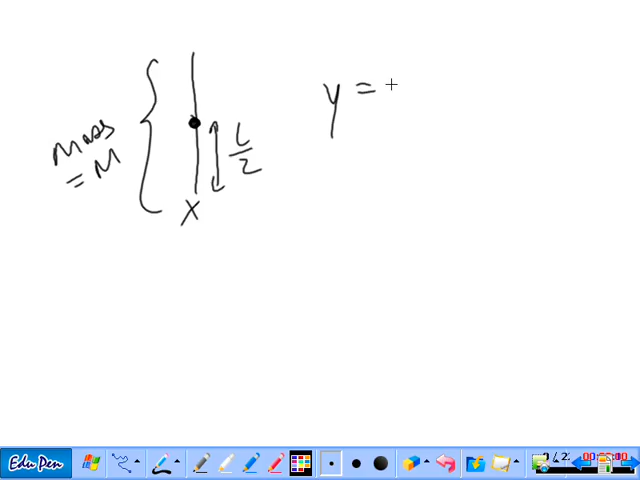 Mass
= M
L
2
X
y =
Edu Pen